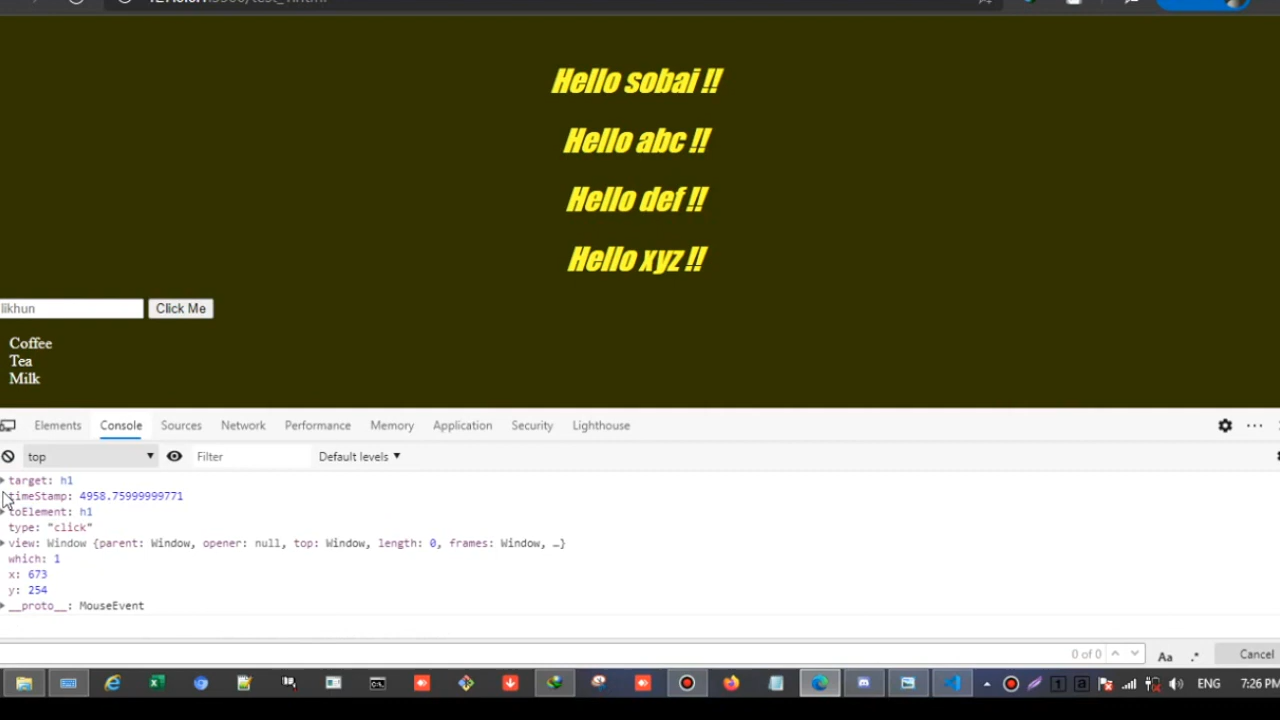 Hello sobai !!
Hello abc !!
Hello def !!
Hello xyz !!
likhun Click Me
Coffee
Tea
Milk
Elements Console Sources Network Performance Memory Application Security Lighthouse
top Filter Default levels
target: h1
timeStamp: 4958.75999999771
toElement: h1
type: "click"
view: Window {parent: Window, opener: null, top: Window, length: 0, frames: Window, …}
which: 1
x: 673
y: 254
__proto__: MouseEvent
0 of 0 Aa .* Cancel
ENG 7:26 PM